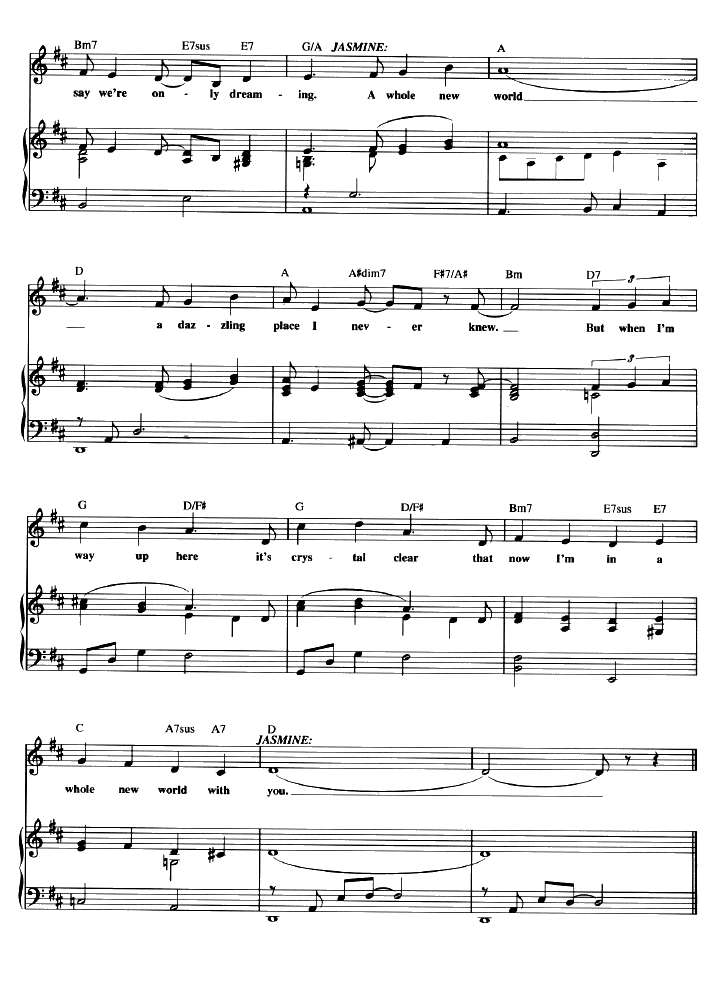 Bm7 E7sus E7 G/A JASMINE: A
say we're on - ly dream - ing. A whole new world
D A A#dim7 F#7/A# Bm D7
3
a daz - zling place I nev - er knew. But when I'm
3
G D/F# G D/F# Bm7 E7sus E7
way up here it's crys - tal clear that now I'm in a
C A7sus A7 D
JASMINE:
whole new world with you.